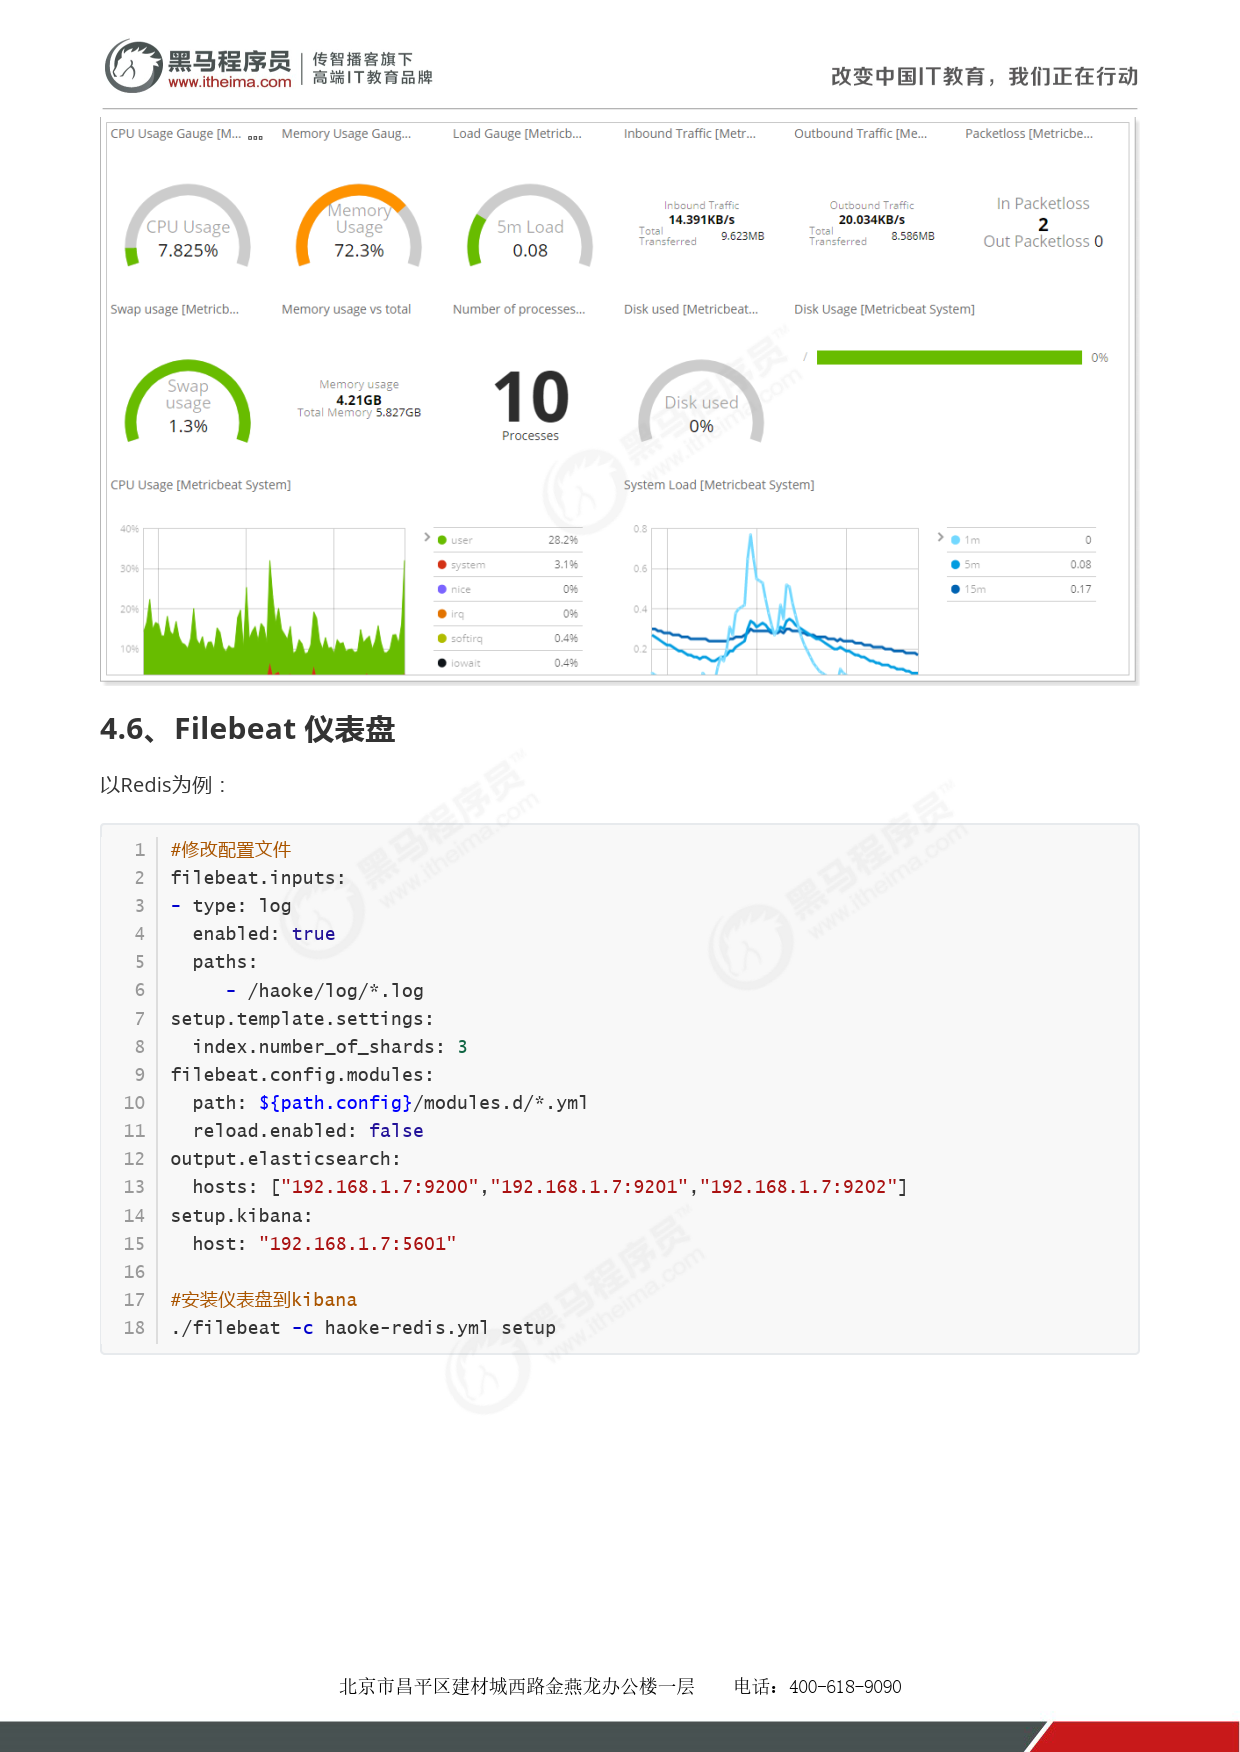 黑马程序员
www.itheima.com
传智播客旗下
高端IT教育品牌
改变中国IT教育，我们正在行动
CPU Usage Gauge [M...
Memory Usage Gaug...
Load Gauge [Metricb...
Inbound Traffic [Metr...
Outbound Traffic [Me...
Packetloss [Metricbe...
CPU Usage
7.825%
Memory
Usage
72.3%
5m Load
0.08
Inbound Traffic
14.391KB/s
Total
Transferred
9.623MB
Outbound Traffic
20.034KB/s
Total
Transferred
8.586MB
In Packetloss
2
Out Packetloss 0
Swap usage [Metricb...
Memory usage vs total
Number of processes...
Disk used [Metricbeat...
Disk Usage [Metricbeat System]
Swap
usage
1.3%
Memory usage
4.21GB
Total Memory 5.827GB
10
Processes
Disk used
0%
/
0%
CPU Usage [Metricbeat System]
40%
30%
20%
10%
user 28.2%
system 3.1%
nice 0%
irq 0%
softirq 0.4%
iowait 0.4%
System Load [Metricbeat System]
0.8
0.6
0.4
0.2
1m 0
5m 0.08
15m 0.17
4.6、Filebeat 仪表盘
以Redis为例：
1 #修改配置文件
2 filebeat.inputs:
3 - type: log
4   enabled: true
5   paths:
6      - /haoke/log/*.log
7 setup.template.settings:
8   index.number_of_shards: 3
9 filebeat.config.modules:
10   path: ${path.config}/modules.d/*.yml
11   reload.enabled: false
12 output.elasticsearch:
13   hosts: ["192.168.1.7:9200","192.168.1.7:9201","192.168.1.7:9202"]
14 setup.kibana:
15   host: "192.168.1.7:5601"
16
17 #安装仪表盘到kibana
18 ./filebeat -c haoke-redis.yml setup
北京市昌平区建材城西路金燕龙办公楼一层 电话：400-618-9090